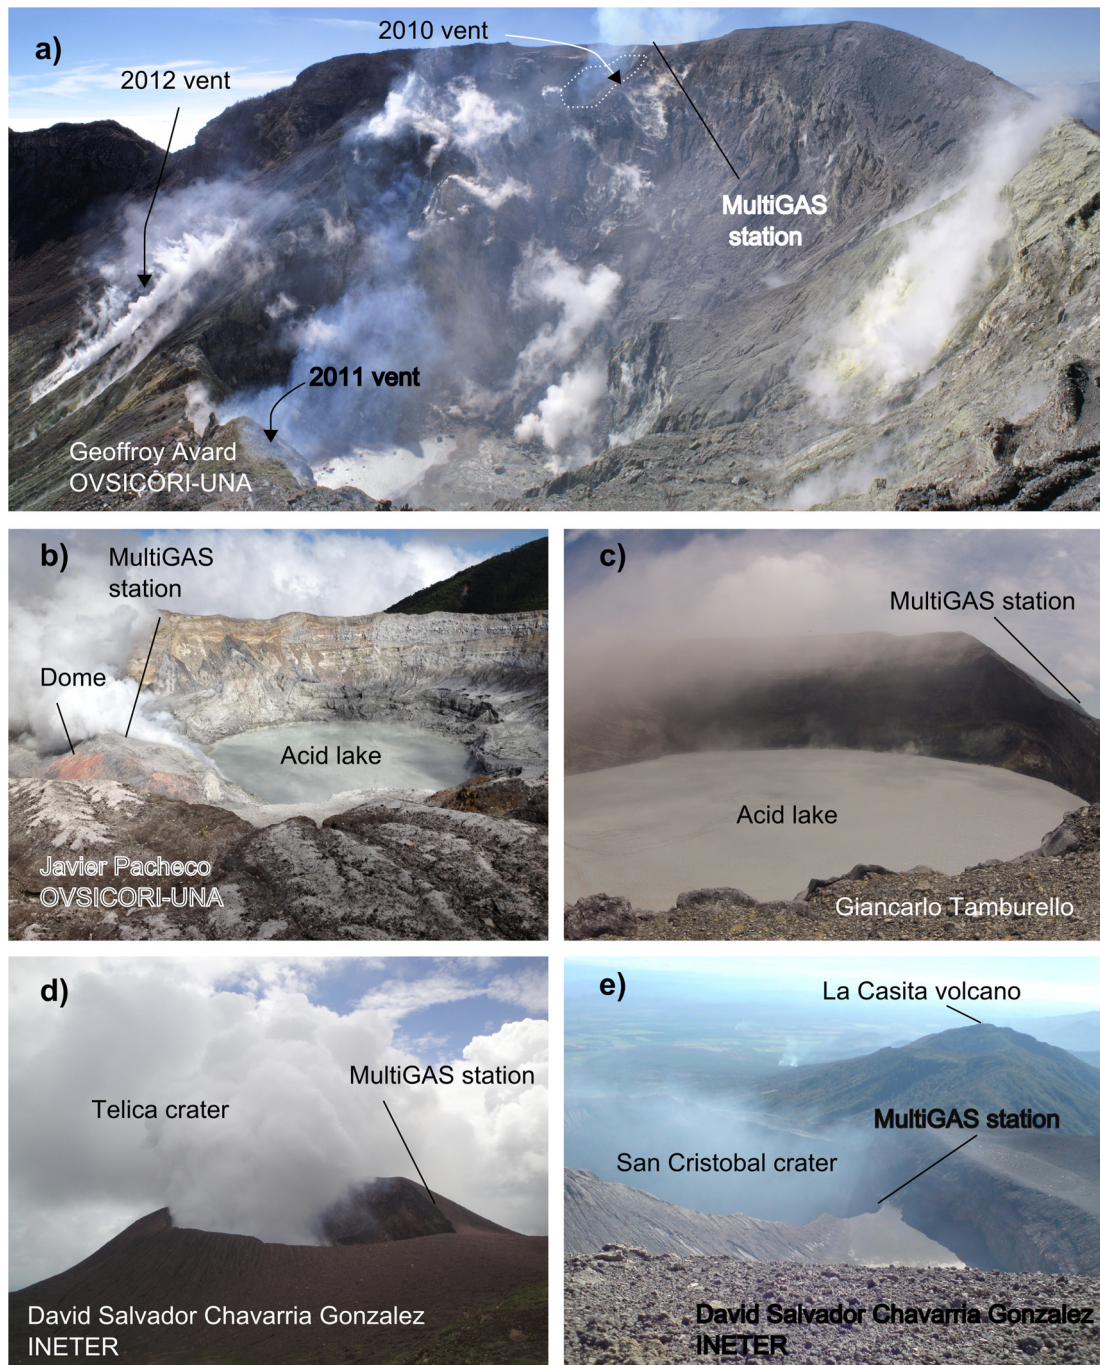 a)
2010 vent
2012 vent
MultiGAS
station
2011 vent
Geoffroy Avard
OVSICORI-UNA
b)
MultiGAS
station
Dome
Acid lake
Javier Pacheco
OVSICORI-UNA
c)
MultiGAS station
Acid lake
Giancarlo Tamburello
d)
MultiGAS station
Telica crater
David Salvador Chavarria Gonzalez
INETER
e)
La Casita volcano
MultiGAS station
San Cristobal crater
David Salvador Chavarria Gonzalez
INETER